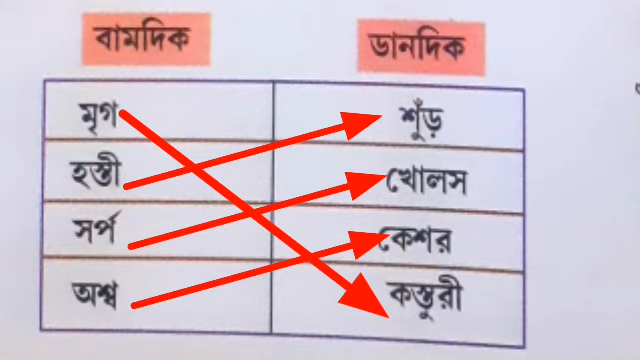 বামদিক ডানদিক
মৃগ শুঁড়
হস্তী খোলস
সর্প কেশর
অশ্ব কস্তুরী